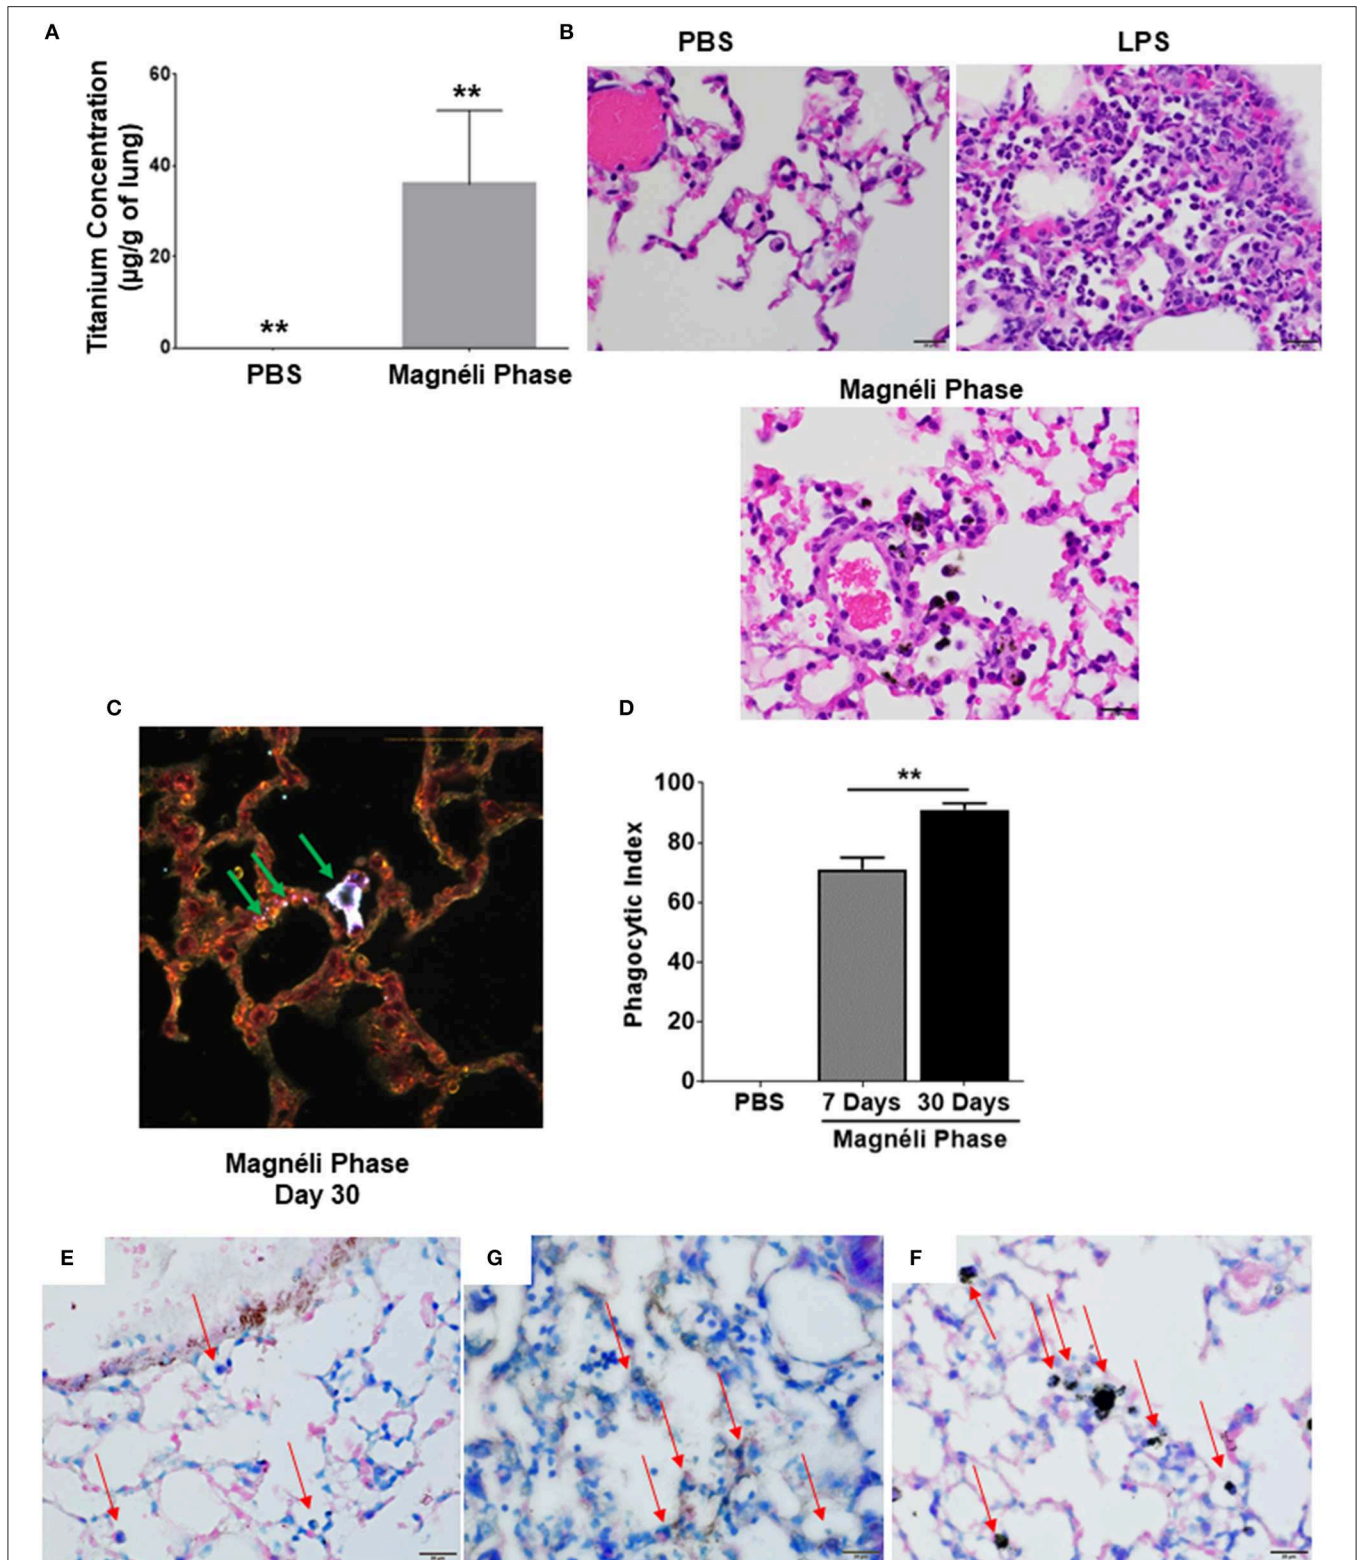 A
B
PBS
LPS
Titanium Concentration
(µg/g of lung)
60
40
20
0
**
**
PBS
Magnéli Phase
Magnéli Phase
C
D
Magnéli Phase
Day 30
Phagocytic Index
100
80
60
40
20
0
**
PBS
7 Days
30 Days
Magnéli Phase
E
G
F